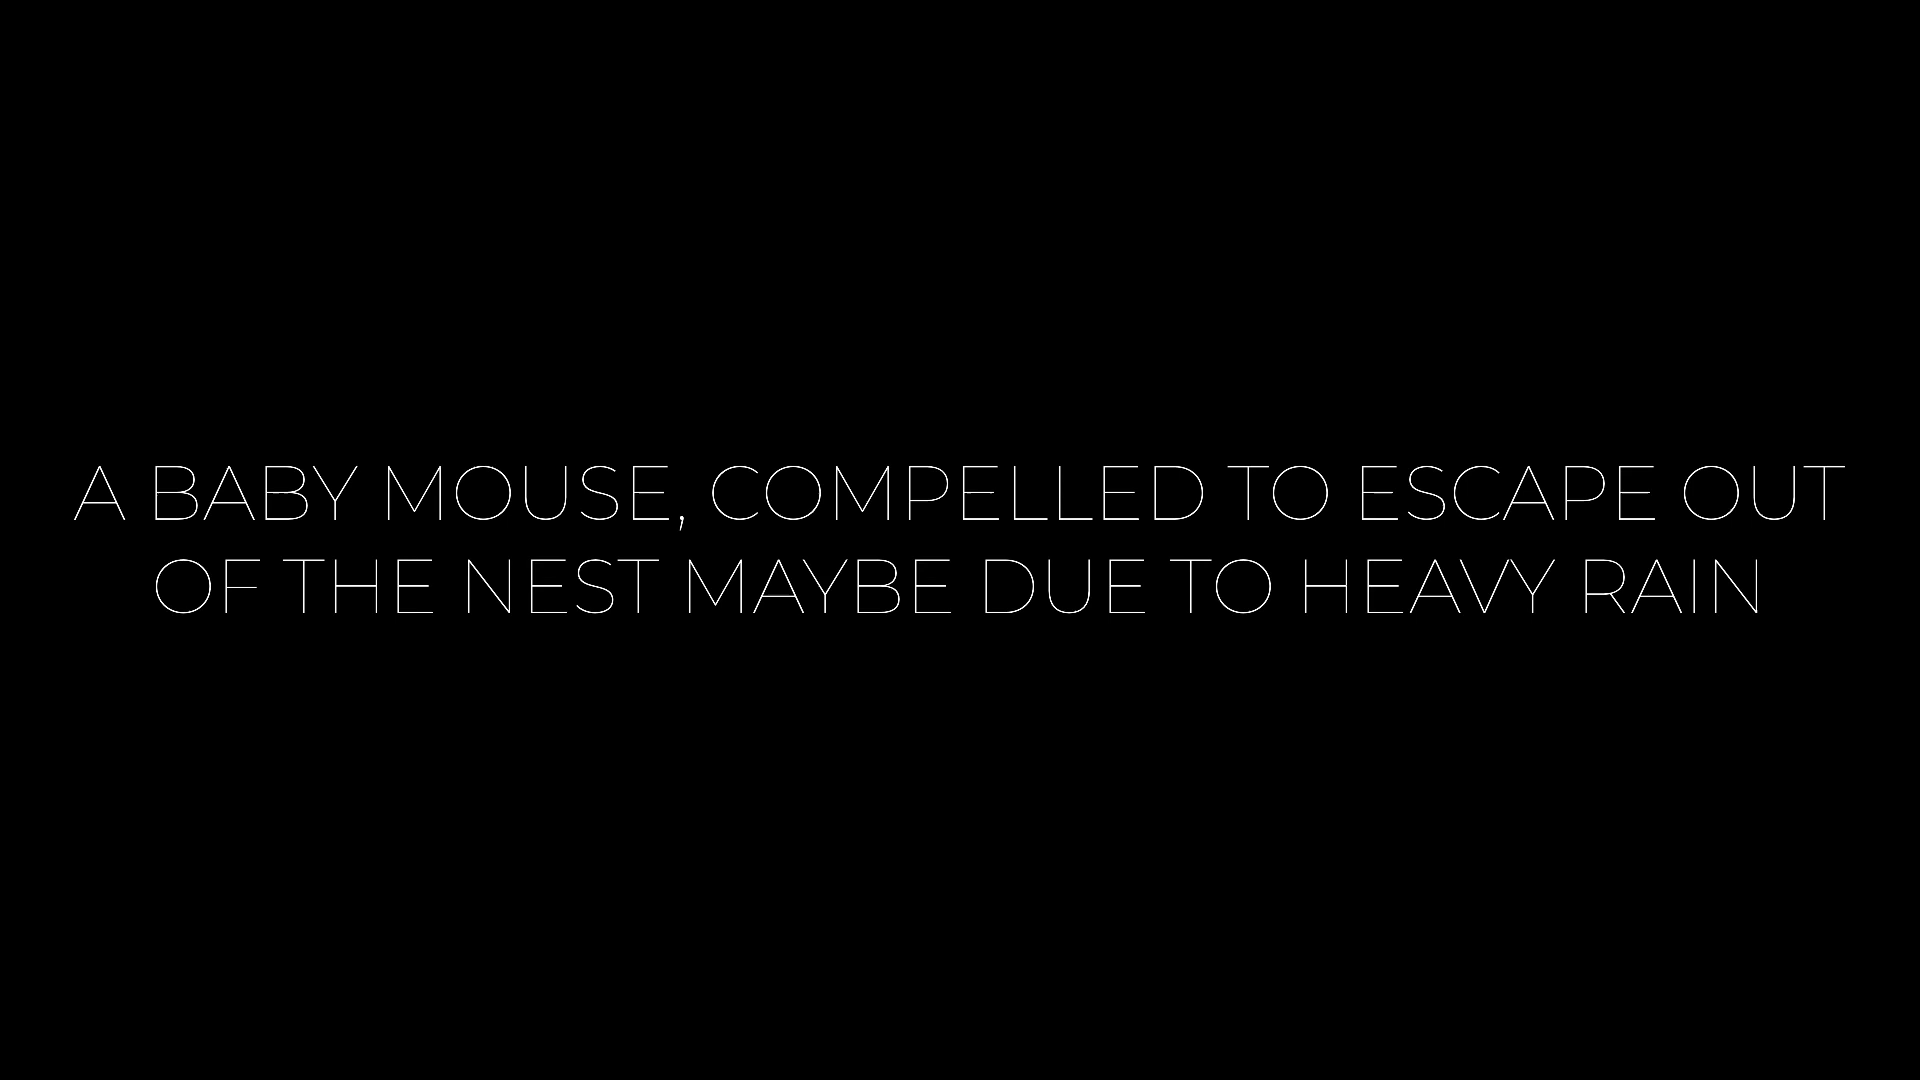 A BABY MOUSE, COMPELLED TO ESCAPE OUT
OF THE NEST MAYBE DUE TO HEAVY RAIN